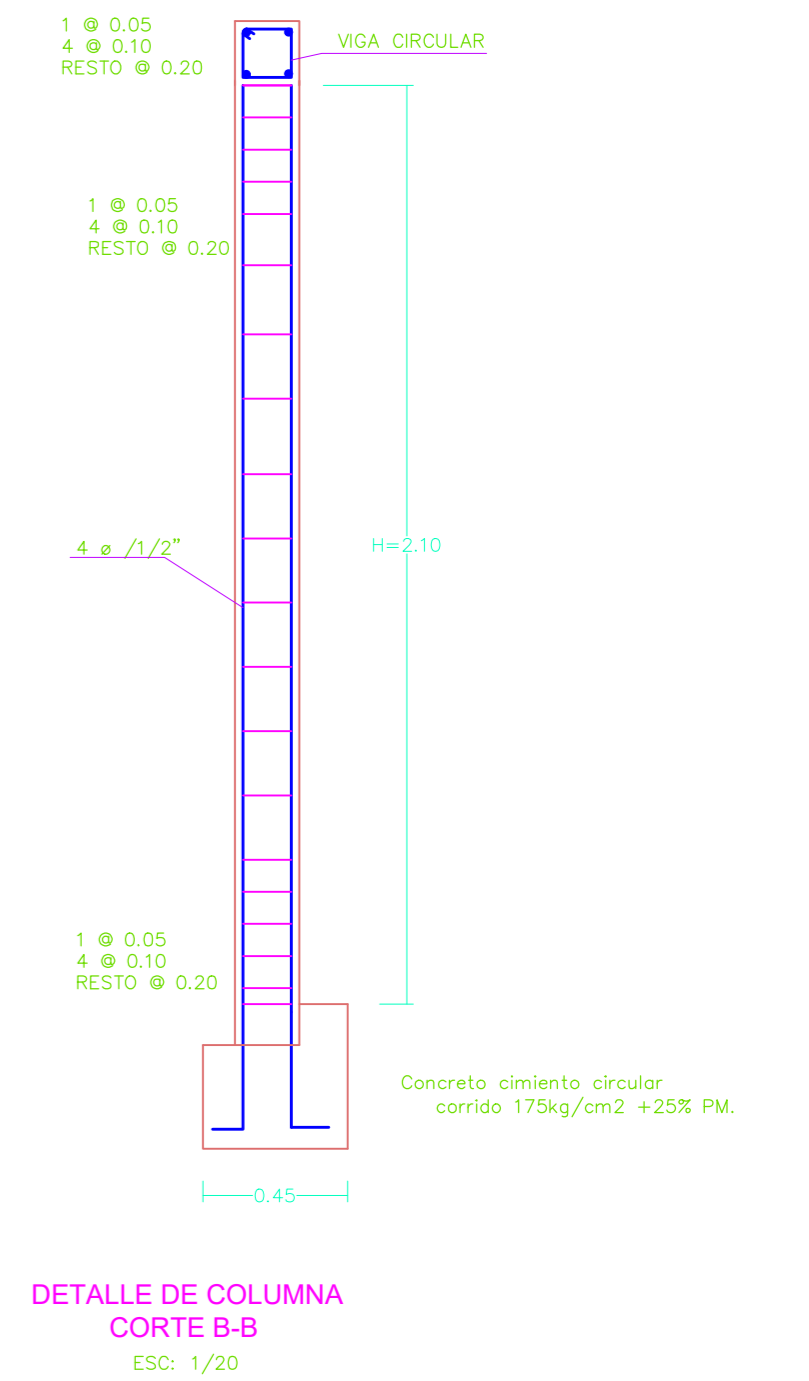 1 @ 0.05
4 @ 0.10
RESTO @ 0.20
VIGA CIRCULAR
1 @ 0.05
4 @ 0.10
RESTO @ 0.20
4 ø /1/2"
H=2.10
1 @ 0.05
4 @ 0.10
RESTO @ 0.20
Concreto cimiento circular
corrido 175kg/cm2 +25% PM.
0.45
DETALLE DE COLUMNA
CORTE B-B
ESC: 1/20